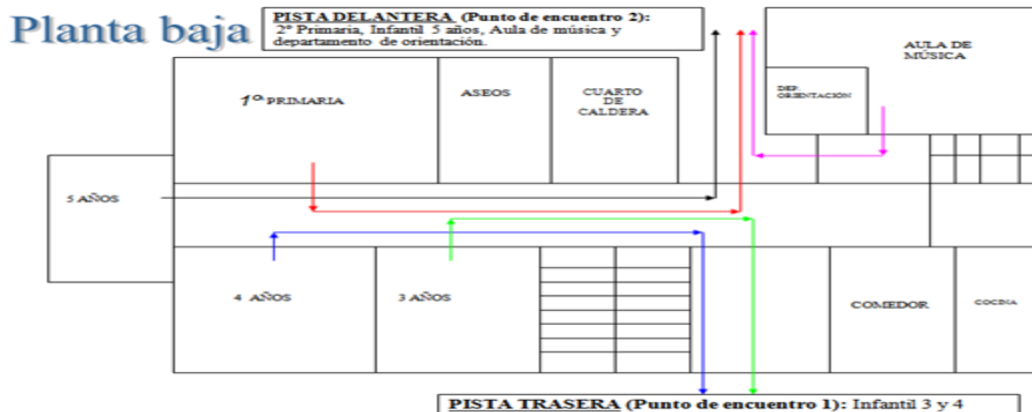 Planta baja
PISTA DELANTERA (Punto de encuentro 2):
2º Primaria, Infantil 5 años, Aula de música y
departamento de orientación.
AULA DE
MÚSICA
DEP.
ORIENTACIÓN
1º PRIMARIA
ASEOS
CUARTO
DE
CALDERA
5 AÑOS
4 AÑOS
3 AÑOS
COMEDOR
COCINA
PISTA TRASERA (Punto de encuentro 1): Infantil 3 y 4